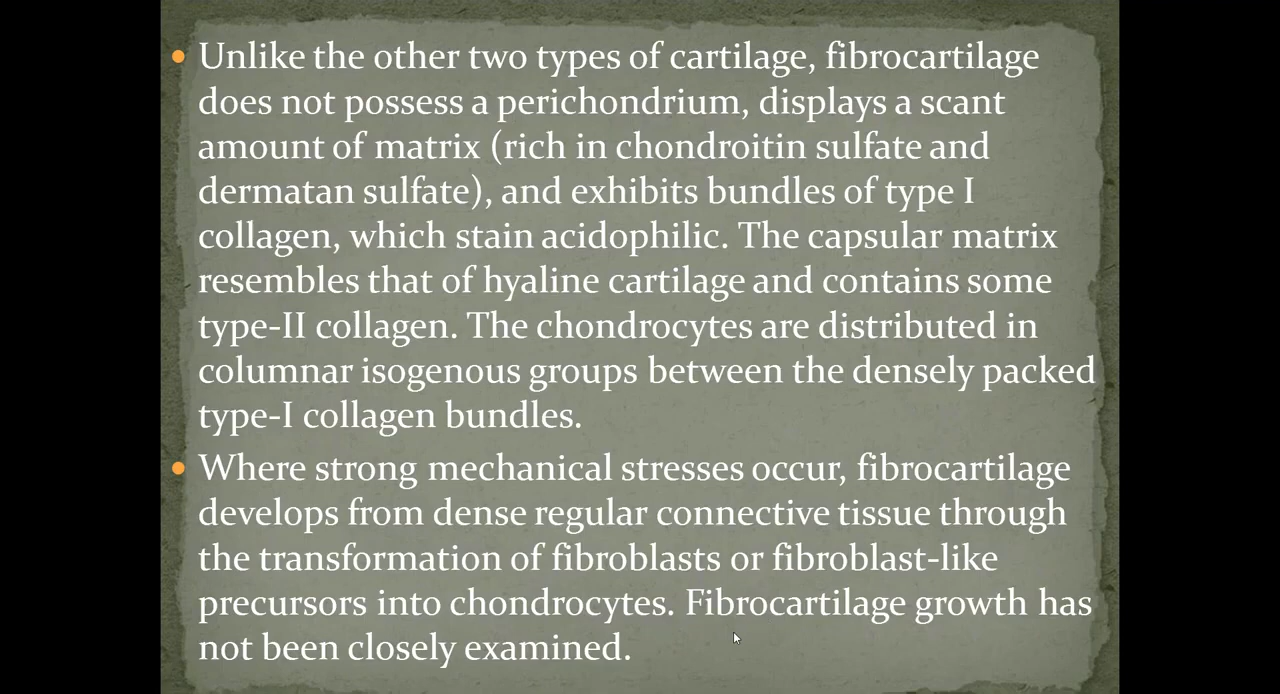 • Unlike the other two types of cartilage, fibrocartilage
does not possess a perichondrium, displays a scant
amount of matrix (rich in chondroitin sulfate and
dermatan sulfate), and exhibits bundles of type I
collagen, which stain acidophilic. The capsular matrix
resembles that of hyaline cartilage and contains some
type-II collagen. The chondrocytes are distributed in
columnar isogenous groups between the densely packed
type-I collagen bundles.
• Where strong mechanical stresses occur, fibrocartilage
develops from dense regular connective tissue through
the transformation of fibroblasts or fibroblast-like
precursors into chondrocytes. Fibrocartilage growth has
not been closely examined.